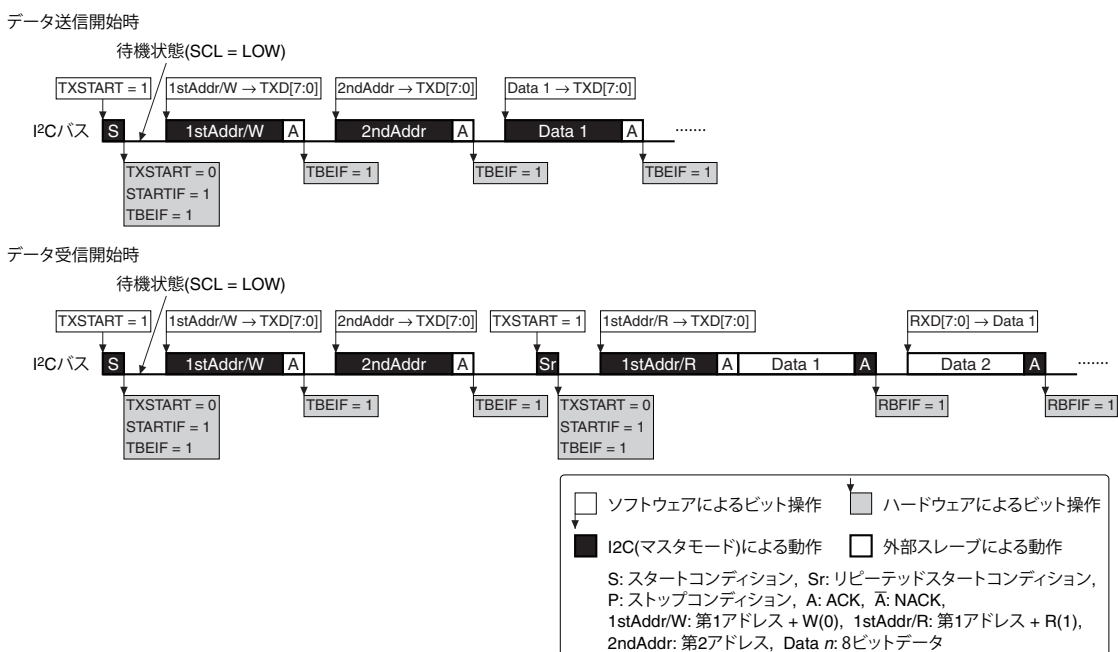 データ送信開始時
待機状態(SCL = LOW)
TXSTART = 1
1stAddr/W → TXD[7:0]
2ndAddr → TXD[7:0]
Data 1 → TXD[7:0]
I²Cバス
S
1stAddr/W
A
2ndAddr
A
Data 1
A
·······
TXSTART = 0
STARTIF = 1
TBEIF = 1
TBEIF = 1
TBEIF = 1
TBEIF = 1
データ受信開始時
待機状態(SCL = LOW)
TXSTART = 1
1stAddr/W → TXD[7:0]
2ndAddr → TXD[7:0]
TXSTART = 1
1stAddr/R → TXD[7:0]
RXD[7:0] → Data 1
I²Cバス
S
1stAddr/W
A
2ndAddr
A
Sr
1stAddr/R
A
Data 1
A
Data 2
A
·······
TXSTART = 0
STARTIF = 1
TBEIF = 1
TBEIF = 1
TBEIF = 1
TXSTART = 0
STARTIF = 1
TBEIF = 1
RBFIF = 1
RBFIF = 1
ソフトウェアによるビット操作
ハードウェアによるビット操作
I2C(マスタモード)による動作
外部スレーブによる動作
S: スタートコンディション, Sr: リピーテッドスタートコンディション,
P: ストップコンディション, A: ACK, A̅: NACK,
1stAddr/W: 第1アドレス + W(0), 1stAddr/R: 第1アドレス + R(1),
2ndAddr: 第2アドレス, Data n: 8ビットデータ